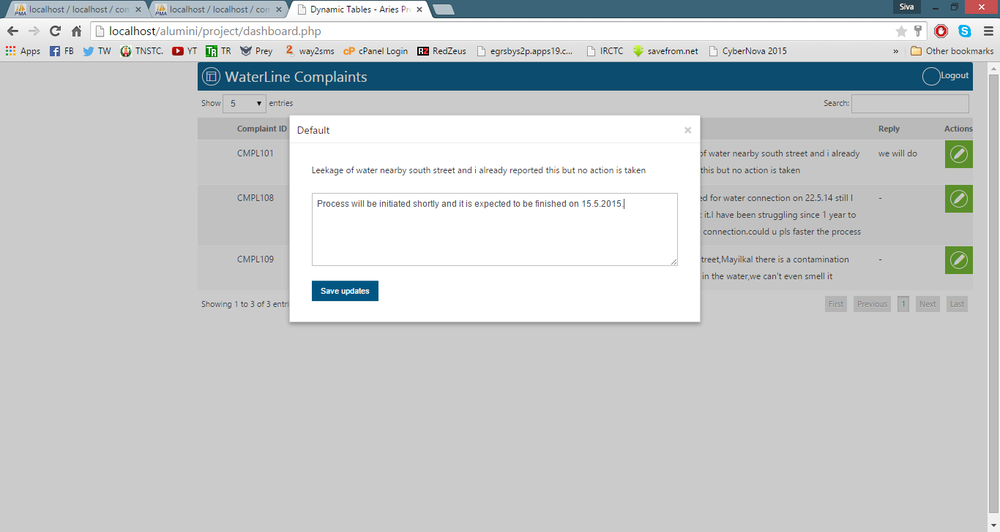 localhost / localhost / com
localhost / localhost / com
Dynamic Tables - Aries Pr
Siva
localhost/alumini/project/dashboard.php
Apps FB TW TNSTC. YT TR Prey way2sms cPanel Login RedZeus egrsbys2p.apps19.c... IRCTC savefrom.net CyberNova 2015 » Other bookmarks
WaterLine Complaints
Logout
Show 5 entries
Search:
Complaint ID Reply Actions
CMPL101 of water nearby south street and i already we will do
this but no action is taken
CMPL108 ed for water connection on 22.5.14 still I -
it.I have been struggling since 1 year to
connection.could u pls faster the process
CMPL109 treet,Mayilkal there is a contamination -
in the water,we can't even smell it
Showing 1 to 3 of 3 entri
First Previous 1 Next Last
Default
Leekage of water nearby south street and i already reported this but no action is taken
Process will be initiated shortly and it is expected to be finished on 15.5.2015.
Save updates